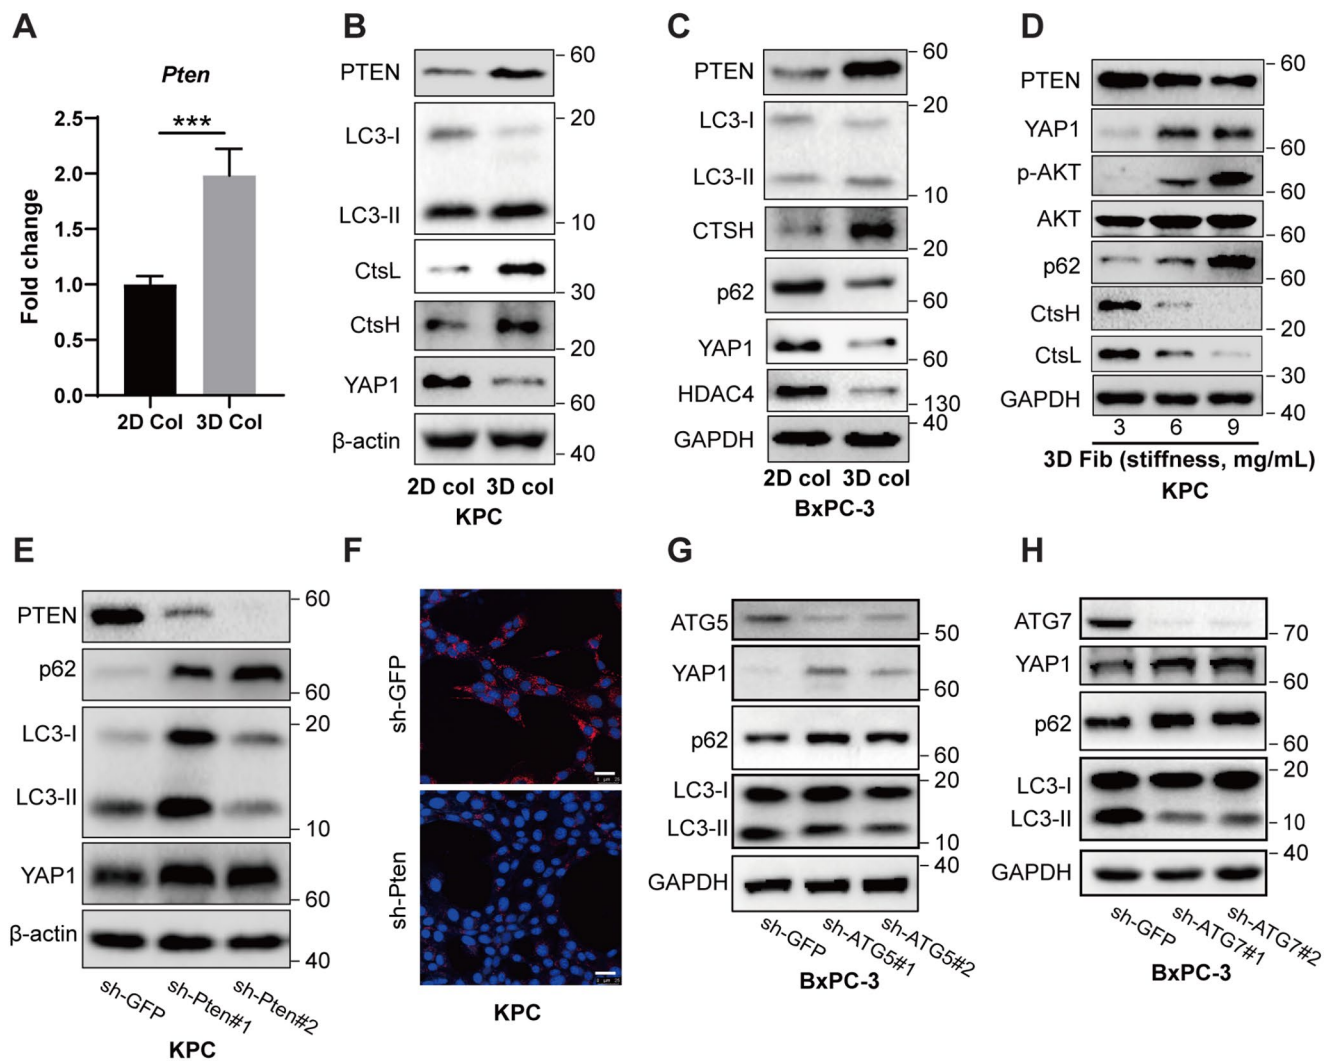 A
Pten
***
Fold change
2.5
2.0
1.5
1.0
0.5
0.0
2D Col 3D Col
B
PTEN
60
LC3-I
20
LC3-II
10
CtsL
30
CtsH
20
YAP1
60
β-actin
40
2D col 3D col
KPC
C
PTEN
60
LC3-I
20
LC3-II
10
CTSH
20
p62
60
YAP1
60
HDAC4
130
GAPDH
40
2D col 3D col
BxPC-3
D
PTEN
60
YAP1
60
p-AKT
60
AKT
60
p62
60
CtsH
20
CtsL
30
GAPDH
40
3 6 9
3D Fib (stiffness, mg/mL)
KPC
E
PTEN
60
p62
60
LC3-I
20
LC3-II
10
YAP1
60
β-actin
40
sh-GFP
sh-Pten#1
sh-Pten#2
KPC
F
sh-GFP
sh-Pten
KPC
G
ATG5
50
YAP1
60
p62
60
LC3-I
20
LC3-II
10
GAPDH
40
sh-GFP
sh-ATG5#1
sh-ATG5#2
BxPC-3
H
ATG7
70
YAP1
60
p62
60
LC3-I
20
LC3-II
10
GAPDH
40
sh-GFP
sh-ATG7#1
sh-ATG7#2
BxPC-3